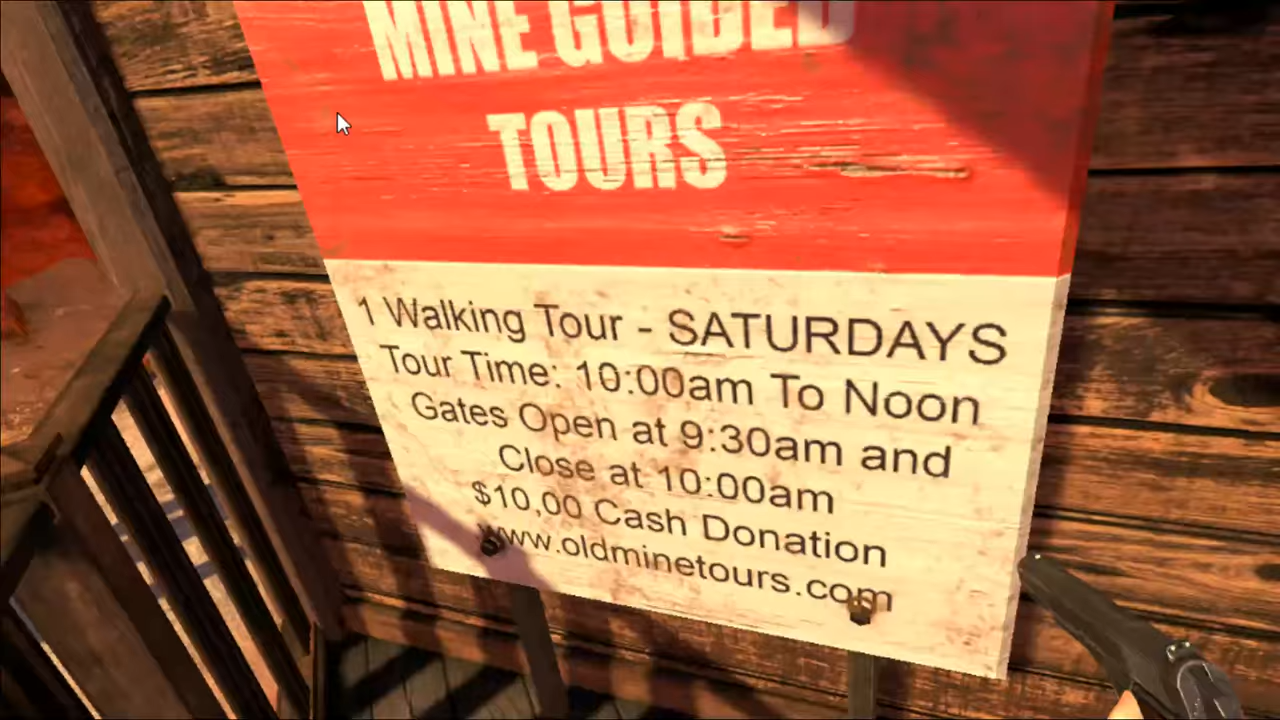 MINE GUIDED
TOURS
1 Walking Tour - SATURDAYS
Tour Time: 10:00am To Noon
Gates Open at 9:30am and
Close at 10:00am
$10,00 Cash Donation
www.oldminetours.com